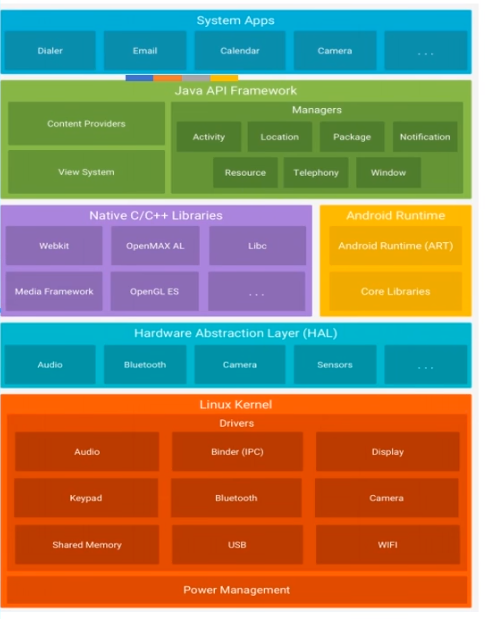 System Apps
Dialer Email Calendar Camera . . .
Java API Framework
Managers
Content Providers
Activity Location Package Notification
View System
Resource Telephony Window
Native C/C++ Libraries
Android Runtime
Webkit OpenMAX AL Libc
Android Runtime (ART)
Media Framework OpenGL ES . . .
Core Libraries
Hardware Abstraction Layer (HAL)
Audio Bluetooth Camera Sensors . . .
Linux Kernel
Drivers
Audio Binder (IPC) Display
Keypad Bluetooth Camera
Shared Memory USB WIFI
Power Management